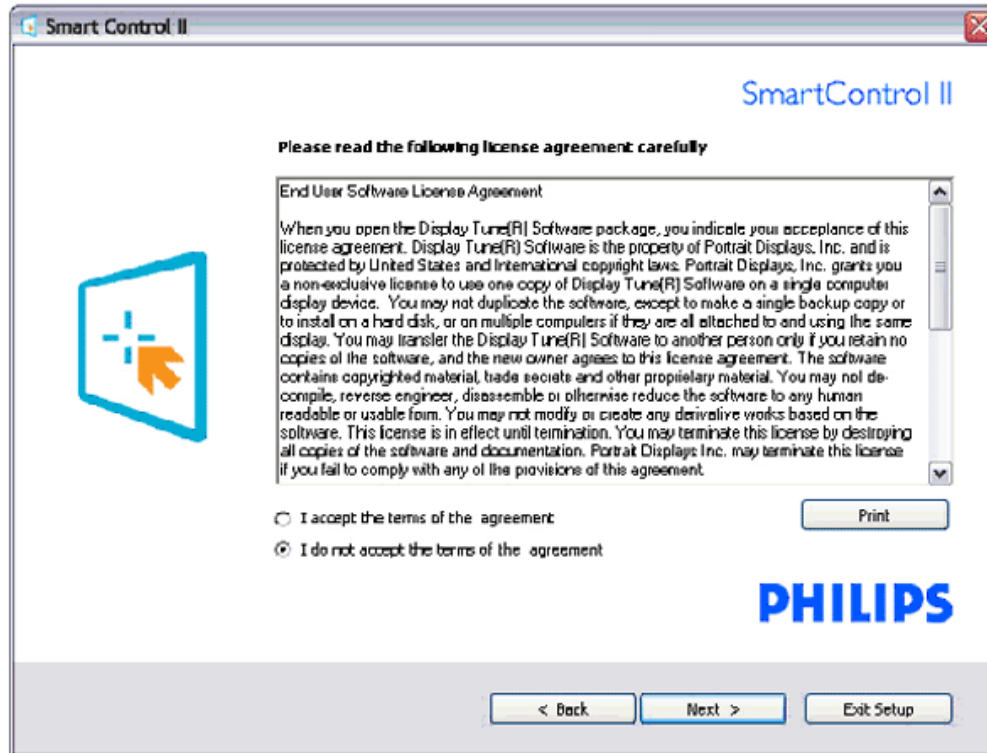 Smart Control II
SmartControl II
Please read the following license agreement carefully
End User Software License Agreement
When you open the Display Tune(R) Software package, you indicate your acceptance of this
license agreement. Display Tune(R) Software is the property of Portrait Displays, Inc. and is
protected by United States and International copyright laws. Portrait Displays, Inc. grants you
a non-exclusive license to use one copy of Display Tune(R) Software on a single computer
display device. You may not duplicate the software, except to make a single backup copy or
to install on a hard disk, or on multiple computers if they are all attached to and using the same
display. You may transfer the Display Tune(R) Software to another person only if you retain no
copies of the software, and the new owner agrees to this license agreement. The software
contains copyrighted material, trade secrets and other proprietary material. You may not de-
compile, reverse engineer, disassemble or otherwise reduce the software to any human
readable or usable form. You may not modify or create any derivative works based on the
software. This license is in effect until termination. You may terminate this license by destroying
all copies of the software and documentation. Portrait Displays Inc. may terminate this license
if you fail to comply with any of the provisions of this agreement.
I accept the terms of the agreement
Print
I do not accept the terms of the agreement
PHILIPS
< Back
Next >
Exit Setup